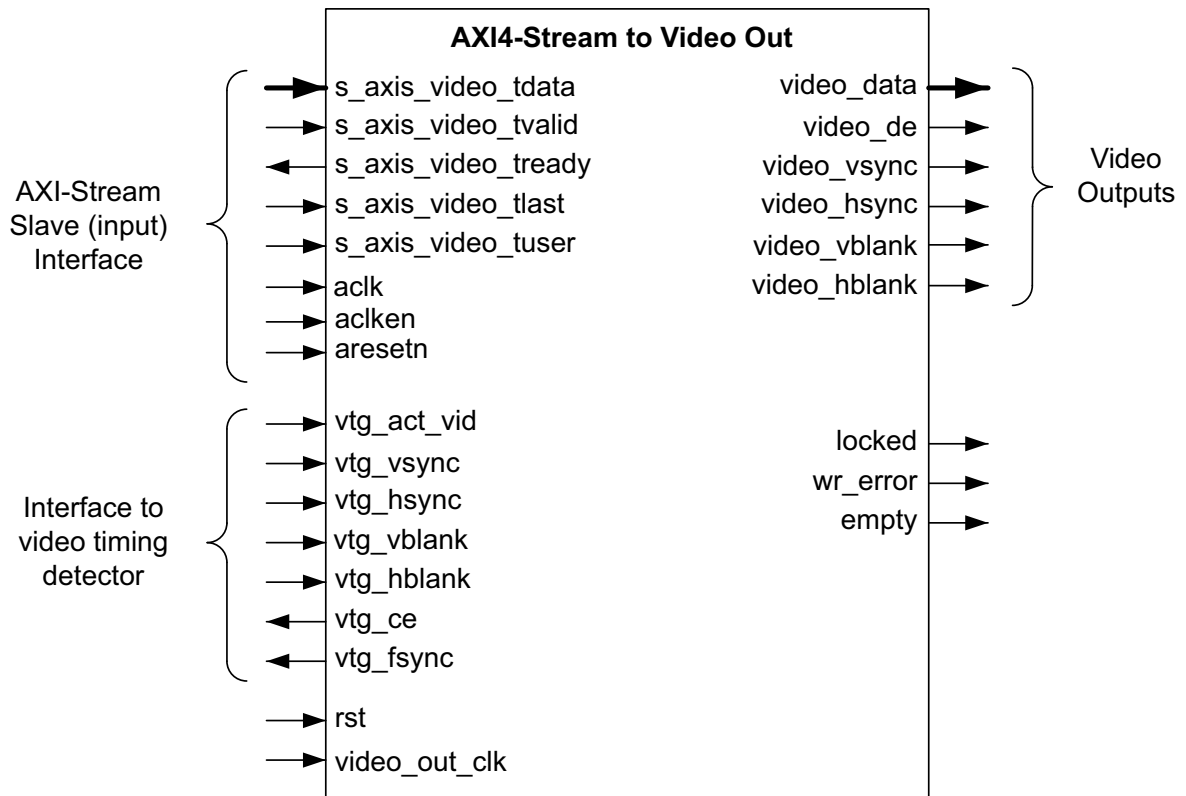 AXI4-Stream to Video Out
AXI-Stream
Slave (input)
Interface
s_axis_video_tdata
s_axis_video_tvalid
s_axis_video_tready
s_axis_video_tlast
s_axis_video_tuser
aclk
aclken
aresetn
Interface to
video timing
detector
vtg_act_vid
vtg_vsync
vtg_hsync
vtg_vblank
vtg_hblank
vtg_ce
vtg_fsync
rst
video_out_clk
video_data
video_de
video_vsync
video_hsync
video_vblank
video_hblank
Video
Outputs
locked
wr_error
empty